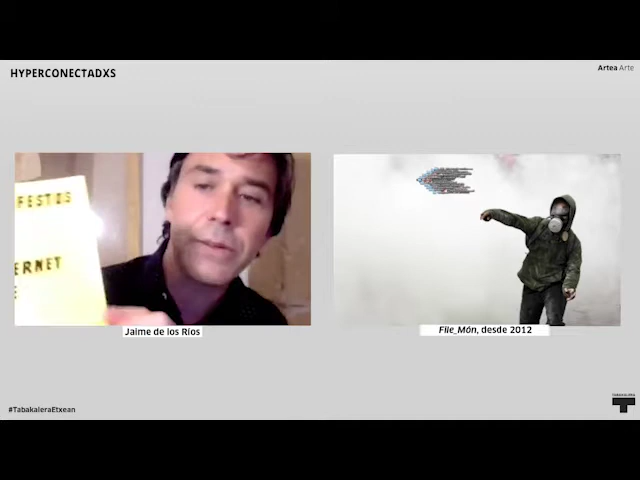 HYPERCONECTADXS
Artea Arte
FESTOS
ERNET
E
Jaime de los Ríos
File_Món, desde 2012
#TabakaleraEtxean